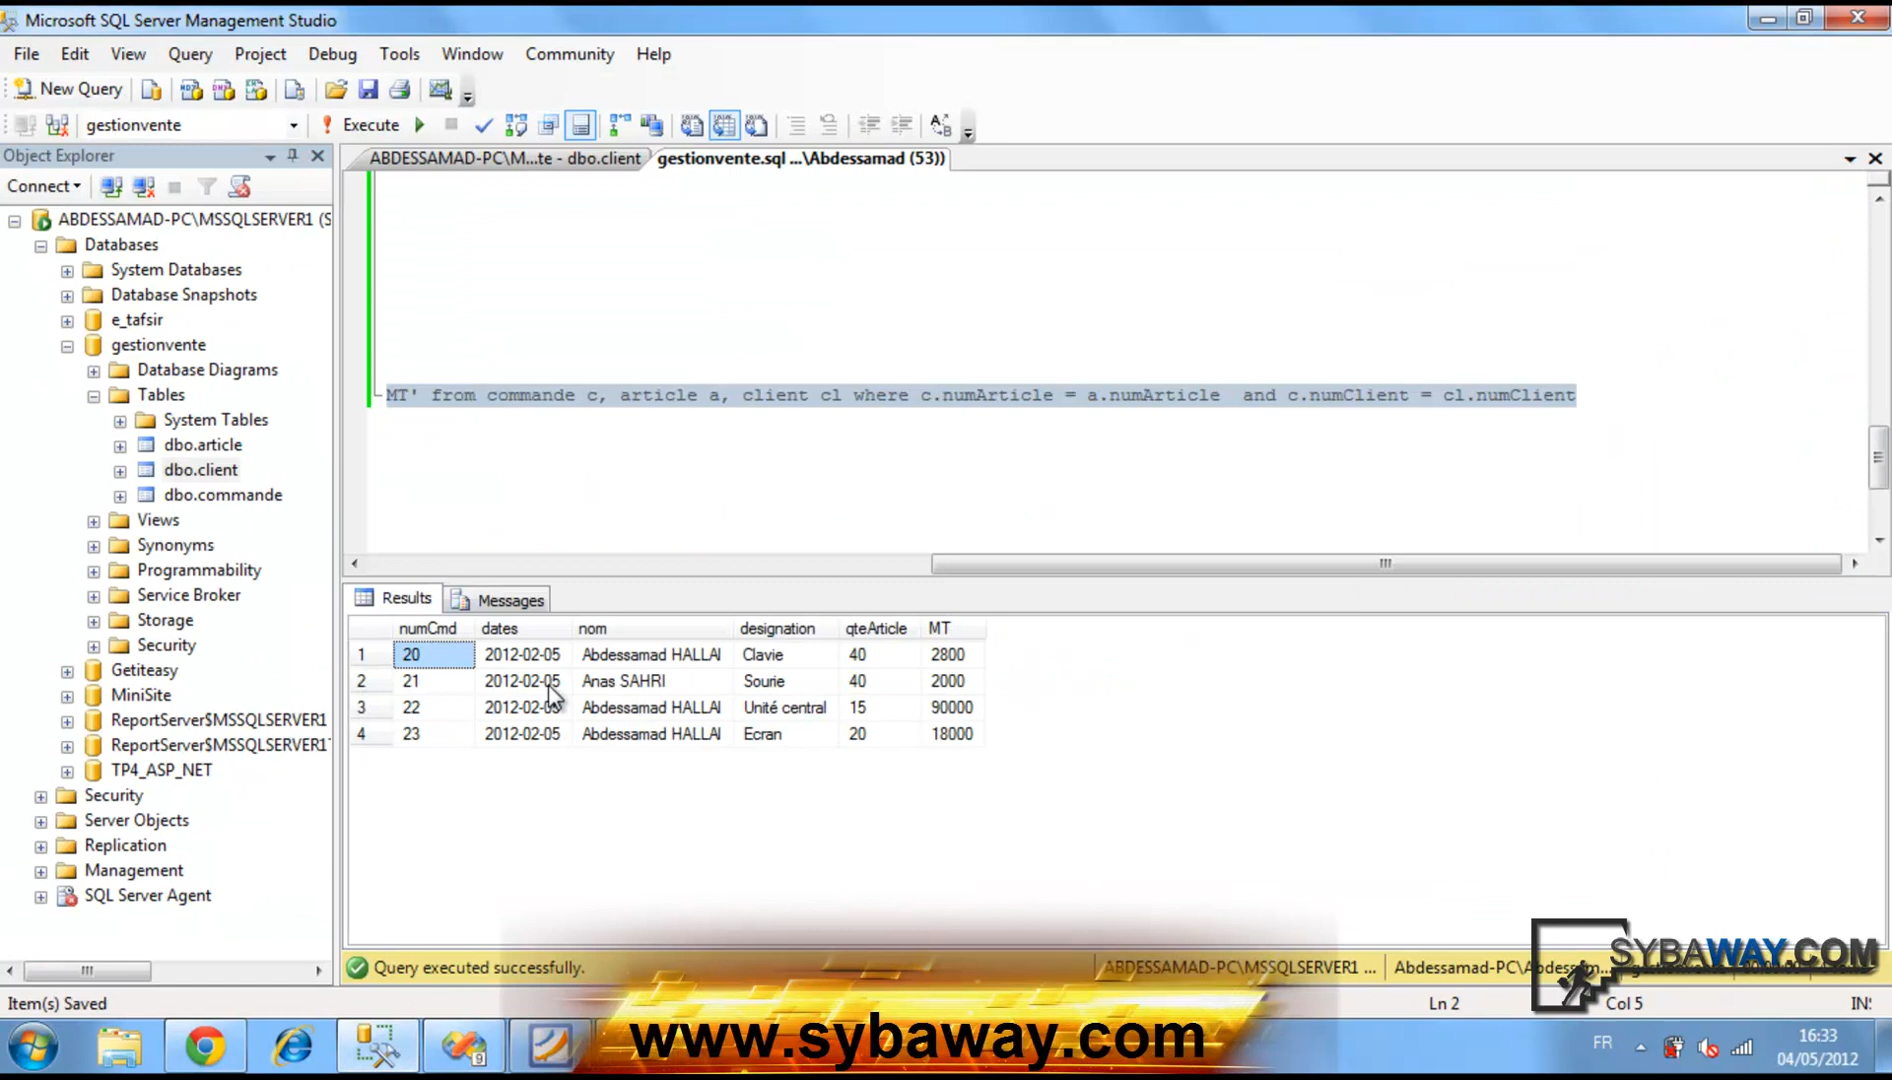 Microsoft SQL Server Management Studio
File Edit View Query Project Debug Tools Window Community Help
New Query
gestionvente Execute
Object Explorer
Connect
ABDESSAMAD-PC\M...te - dbo.client
gestionvente.sql ...\Abdessamad (53))
ABDESSAMAD-PC\MSSQLSERVER1 (S
Databases
System Databases
Database Snapshots
e_tafsir
gestionvente
Database Diagrams
Tables
System Tables
dbo.article
dbo.client
dbo.commande
Views
Synonyms
Programmability
Service Broker
Storage
Security
Getiteasy
MiniSite
ReportServer$MSSQLSERVER1
ReportServer$MSSQLSERVER1
TP4_ASP_NET
Security
Server Objects
Replication
Management
SQL Server Agent
MT' from commande c, article a, client cl where c.numArticle = a.numArticle  and c.numClient = cl.numClient
Results Messages
numCmd dates nom designation qteArticle MT
1 20 2012-02-05 Abdessamad HALLAI Clavie 40 2800
2 21 2012-02-05 Anas SAHRI Sourie 40 2000
3 22 2012-02-05 Abdessamad HALLAI Unité central 15 90000
4 23 2012-02-05 Abdessamad HALLAI Ecran 20 18000
Query executed successfully.
ABDESSAMAD-PC\MSSQLSERVER1 ...
SYBAWAY.COM
Item(s) Saved
Ln 2 Col 5
www.sybaway.com
9
FR
16:33
04/05/2012